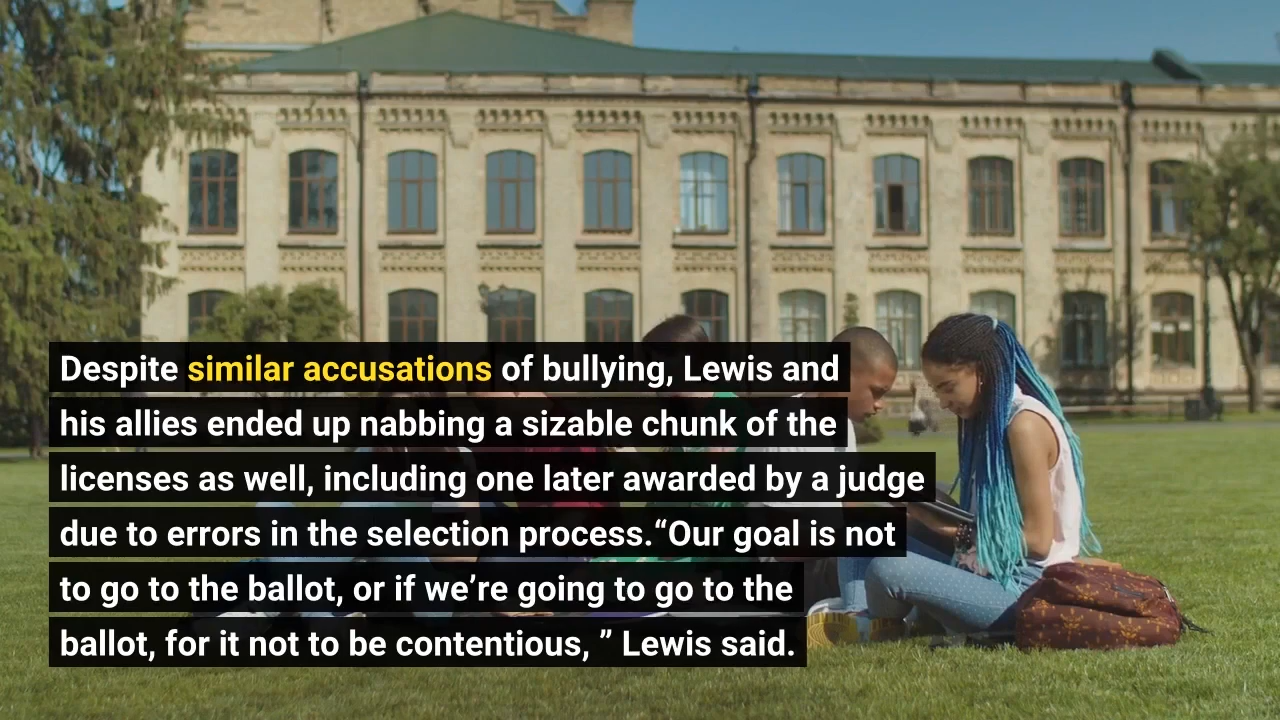 Despite similar accusations of bullying, Lewis and
his allies ended up nabbing a sizable chunk of the
licenses as well, including one later awarded by a judge
due to errors in the selection process.“Our goal is not
to go to the ballot, or if we’re going to go to the
ballot, for it not to be contentious, ” Lewis said.